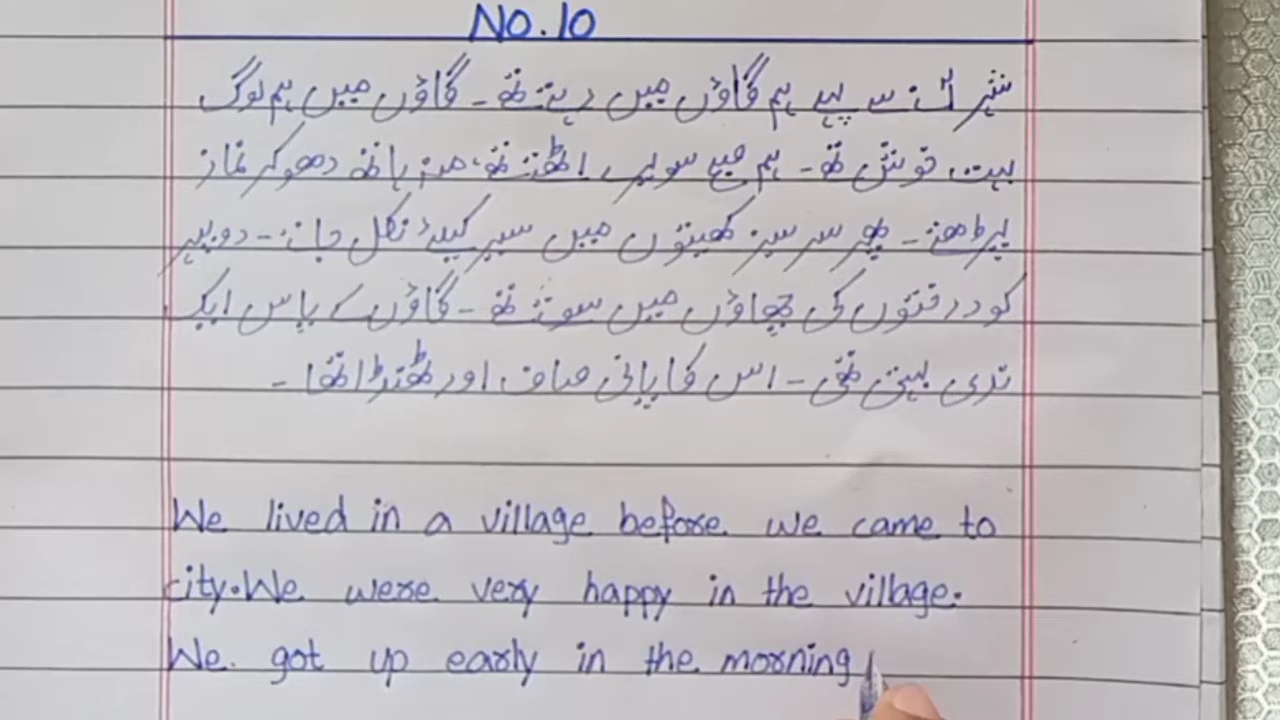 No.10
شہر آنے سے پہلے ہم گاؤں میں رہتے تھے۔ گاؤں میں ہم لوگ
بہت خوش تھے۔ ہم صبح سویرے اٹھتے تھے، منہ ہاتھ دھو کر نماز
پڑھتے۔ پھر سرسبز کھیتوں میں سیر کیلئے نکل جاتے۔ دوپہر
کو درختوں کی چھاؤں میں سوتے تھے۔ گاؤں کے پاس ایک
ندی بہتی تھی۔ اس کا پانی صاف اور ٹھنڈا تھا۔
We lived in a village before we came to
city. We were very happy in the village.
We got up early in the morning